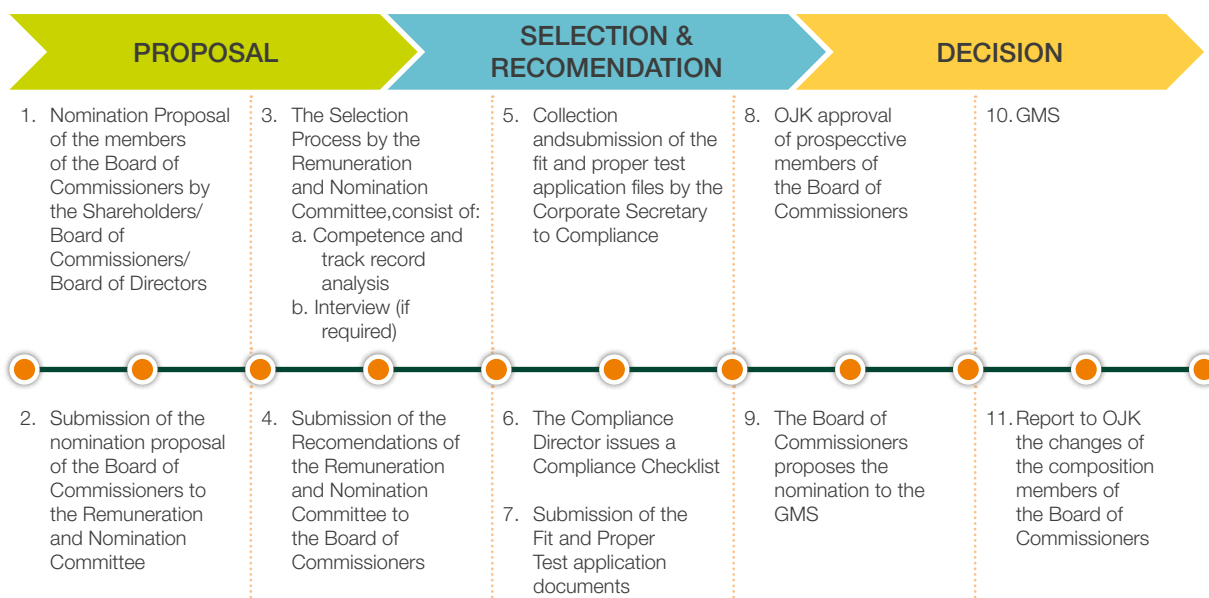 PROPOSAL
SELECTION &
RECOMENDATION
DECISION
1. Nomination Proposal
of the members
of the Board of
Commissioners by
the Shareholders/
Board of
Commissioners/
Board of Directors
2. Submission of the
nomination proposal
of the Board of
Commissioners to
the Remuneration
and Nomination
Committee
3. The Selection
Process by the
Remuneration
and Nomination
Committee,consist of:
a. Competence and
track record
analysis
b. Interview (if
required)
4. Submission of the
Recomendations of
the Remuneration
and Nomination
Committee to
the Board of
Commissioners
5. Collection
andsubmission of the
fit and proper test
application files by the
Corporate Secretary
to Compliance
6. The Compliance
Director issues a
Compliance Checklist
7. Submission of the
Fit and Proper
Test application
documents
8. OJK approval
of prospecctive
members of
the Board of
Commissioners
9. The Board of
Commissioners
proposes the
nomination to the
GMS
10. GMS
11. Report to OJK
the changes of
the composition
members of
the Board of
Commissioners